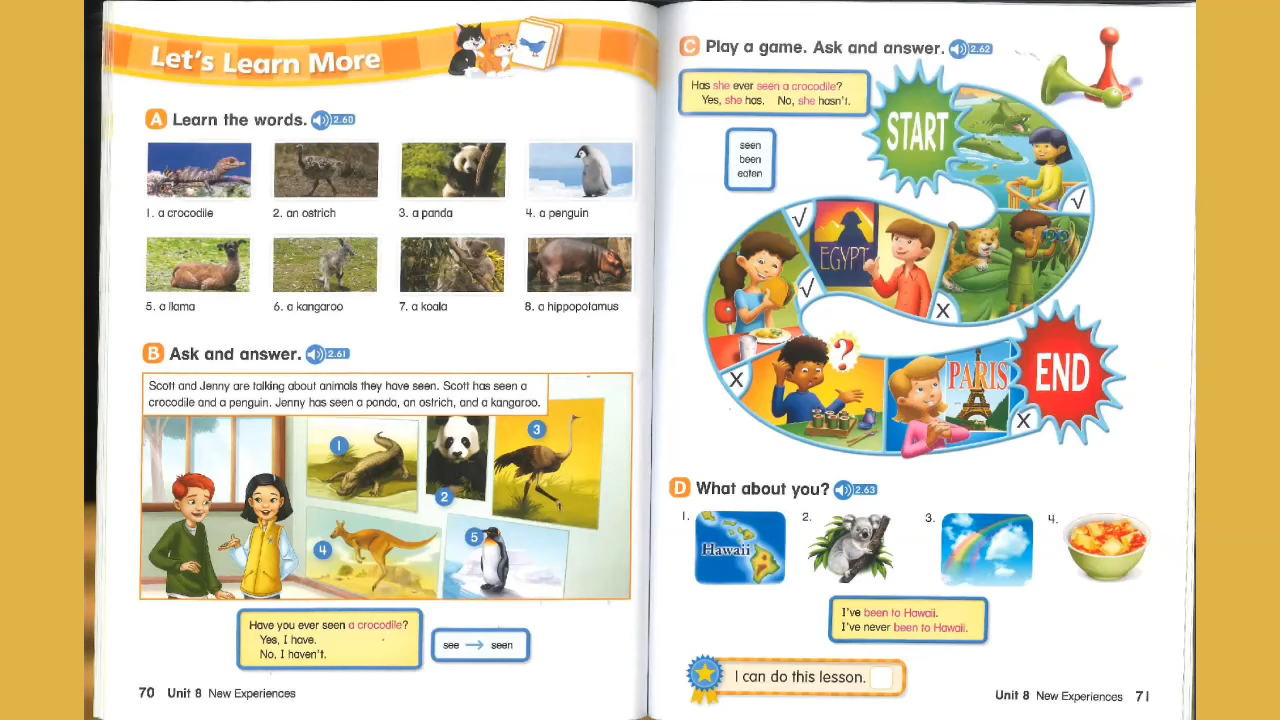 Let's Learn More
A Learn the words. 2.60
1. a crocodile
2. an ostrich
3. a panda
4. a penguin
5. a llama
6. a kangaroo
7. a koala
8. a hippopotamus
B Ask and answer. 2.61
Scott and Jenny are talking about animals they have seen. Scott has seen a
crocodile and a penguin. Jenny has seen a panda, an ostrich, and a kangaroo.
1
2
3
4
5
Have you ever seen a crocodile?
Yes, I have.
No, I haven't.
see → seen
70 Unit 8 New Experiences
C Play a game. Ask and answer. 2.62
Has she ever seen a crocodile?
Yes, she has. No, she hasn't.
seen
been
eaten
START
EGYPT
?
PARIS
END
D What about you? 2.63
1.
Hawaii
2.
3.
4.
I've been to Hawaii.
I've never been to Hawaii.
I can do this lesson.
Unit 8 New Experiences 71